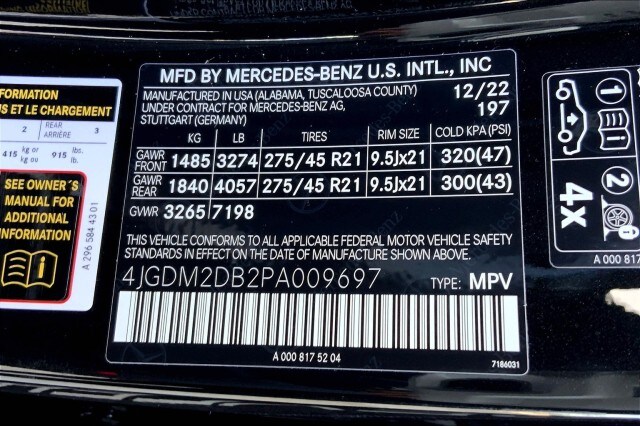 MFD BY MERCEDES-BENZ U.S. INTL., INC
MANUFACTURED IN USA (ALABAMA, TUSCALOOSA COUNTY) 12/22
UNDER CONTRACT FOR MERCEDES-BENZ AG, 197
STUTTGART (GERMANY)
KG LB TIRES RIM SIZE COLD KPA (PSI)
GAWR FRONT 1485 3274 275/45 R21 9.5Jx21 320(47)
GAWR REAR 1840 4057 275/45 R21 9.5Jx21 300(43)
GVWR 3265 7198
THIS VEHICLE CONFORMS TO ALL APPLICABLE FEDERAL MOTOR VEHICLE SAFETY
STANDARDS IN EFFECT ON THE DATE OF MANUFACTURE SHOWN ABOVE.
4JGDM2DB2PA009697 TYPE: MPV
A 000 817 52 04
7186031
FORMATION
US ET LE CHARGEMENT
2 REAR ARRIÈRE 3
415 kg or kg ou 915 lbs. lb.
SEE OWNER'S
MANUAL FOR
ADDITIONAL
INFORMATION
A 296 584 43 01
1
2
4x
A 000 817